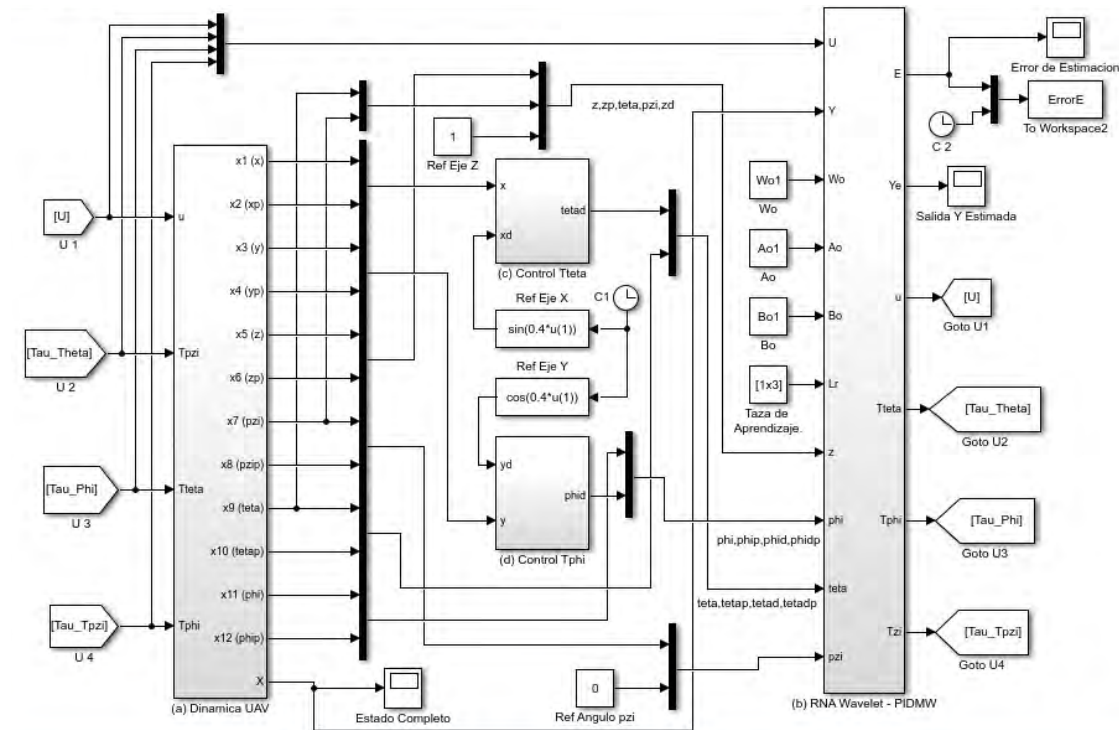 [U]
U 1
[Tau_Theta]
U 2
[Tau_Phi]
U 3
[Tau_Tpzi]
U 4
u
Tpzi
Tteta
Tphi
x1 (x)
x2 (xp)
x3 (y)
x4 (yp)
x5 (z)
x6 (zp)
x7 (pzi)
x8 (pzip)
x9 (teta)
x10 (tetap)
x11 (phi)
x12 (phip)
X
(a) Dinamica UAV
Estado Completo
1
Ref Eje Z
z,zp,teta,pzi,zd
x
xd
tetad
(c) Control Tteta
C1
Ref Eje X
sin(0.4*u(1))
Ref Eje Y
cos(0.4*u(1))
yd
y
phid
(d) Control Tphi
0
Ref Angulo pzi
phi,phip,phid,phidp
teta,tetap,tetad,tetadp
Wo1
Wo
Ao1
Ao
Bo1
Bo
[1x3]
Taza de
Aprendizaje.
U
Y
Wo
Ao
Bo
Lr
z
phi
teta
pzi
E
Ye
u
Tteta
Tphi
Tzi
(b) RNA Wavelet - PIDMW
Error de Estimacion
ErrorE
To Workspace2
C 2
Salida Y Estimada
[U]
Goto U1
[Tau_Theta]
Goto U2
[Tau_Phi]
Goto U3
[Tau_Tpzi]
Goto U4